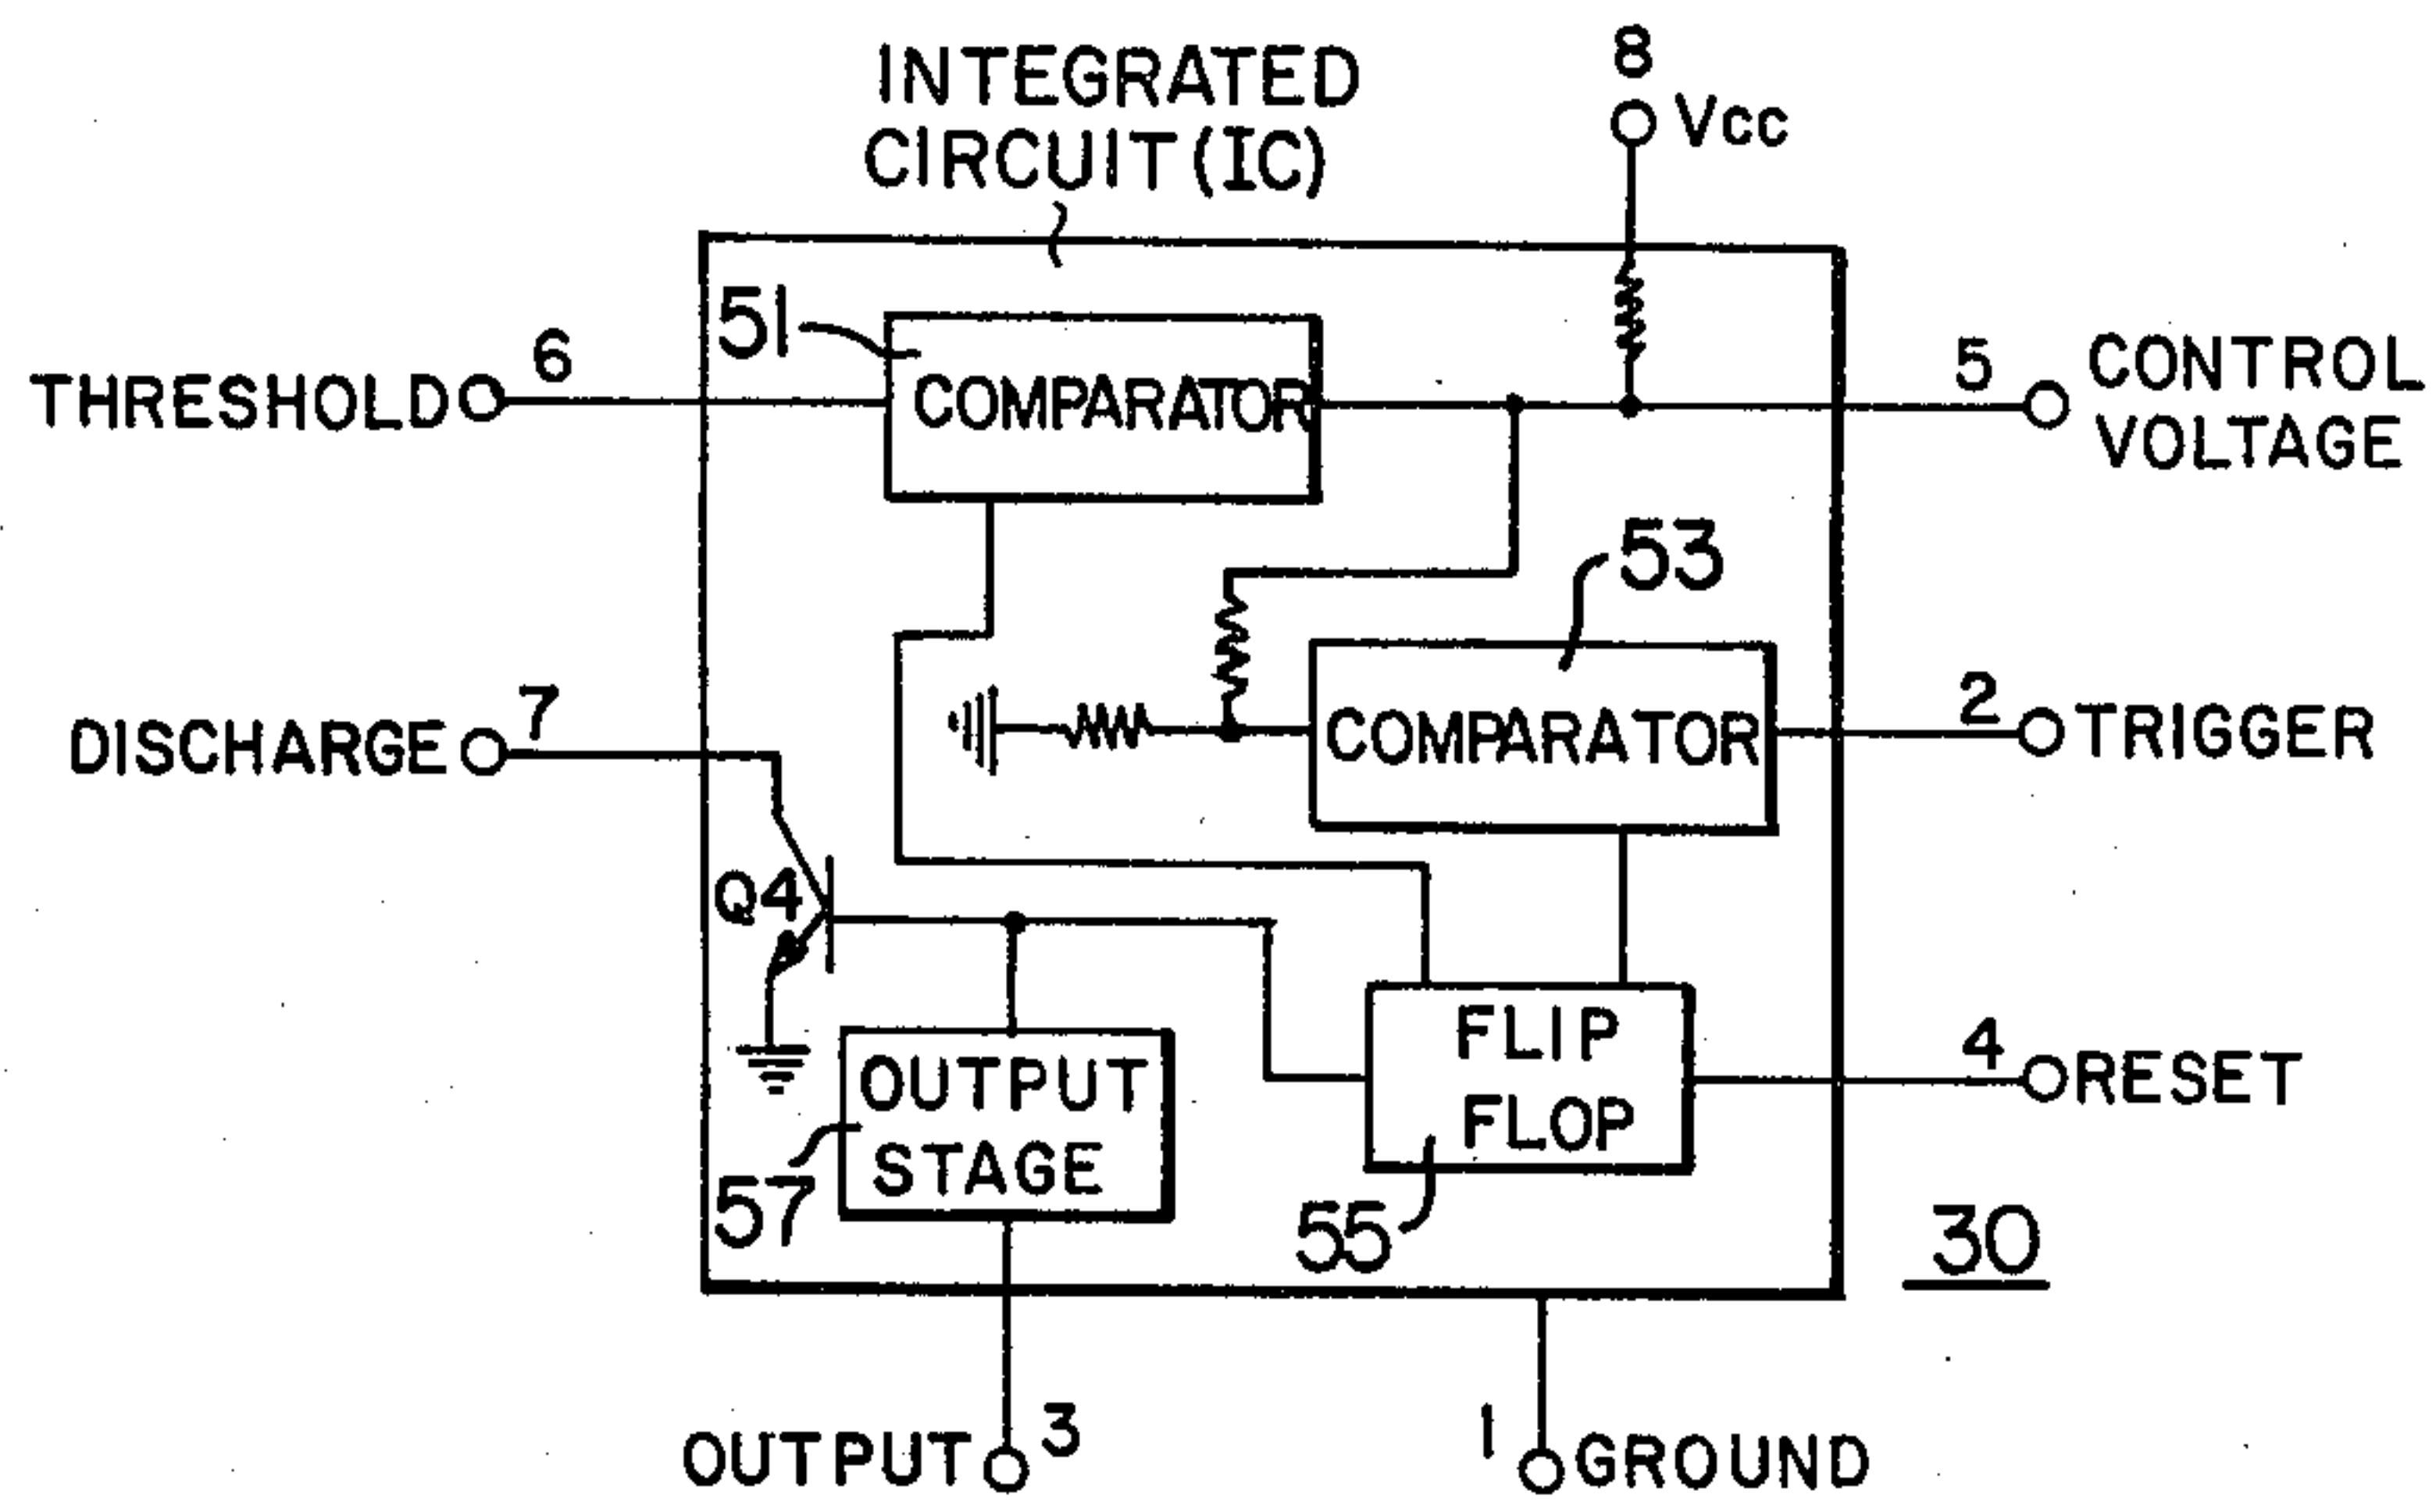 INTEGRATED
CIRCUIT (IC)
8
Vcc
51
COMPARATOR
THRESHOLD
6
5
CONTROL
VOLTAGE
53
COMPARATOR
DISCHARGE
7
2
TRIGGER
Q4
FLIP
FLOP
4
RESET
OUTPUT
STAGE
57
55
30
OUTPUT
3
1
GROUND